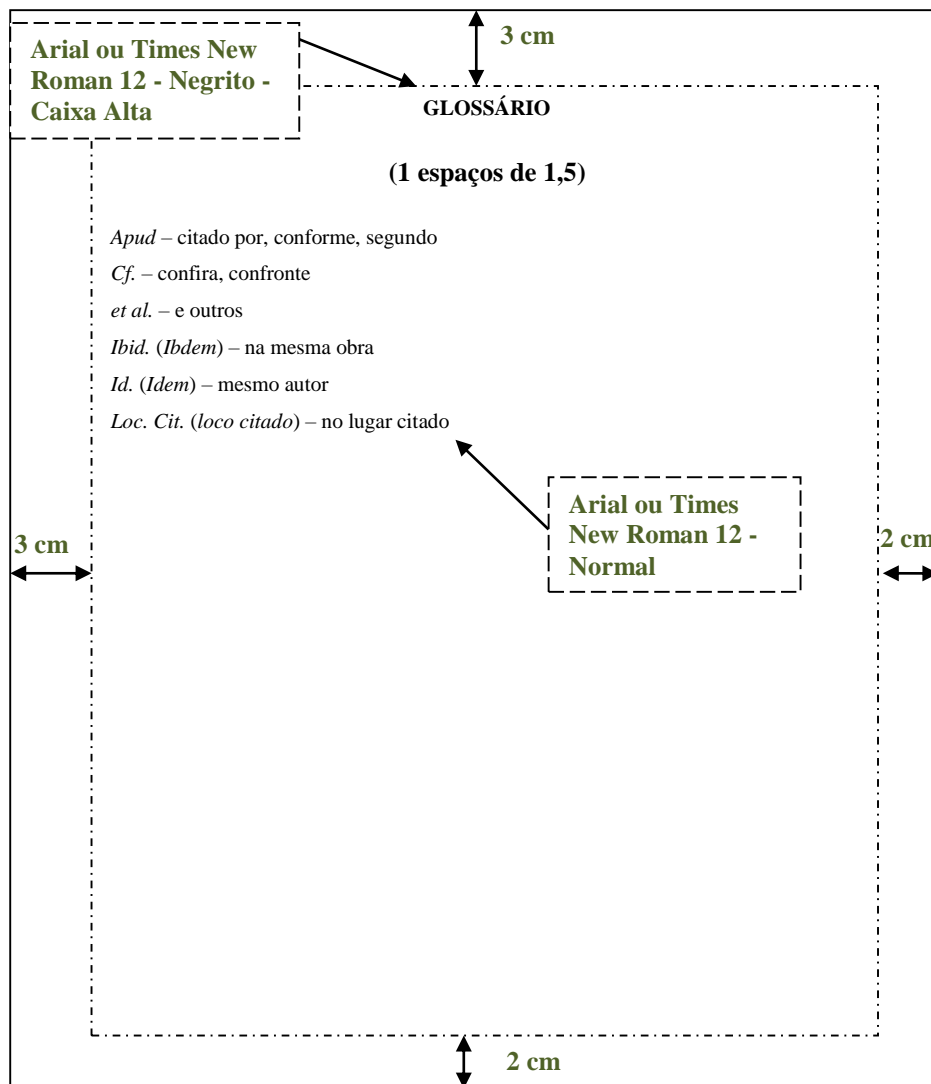 3 cm
Arial ou Times New
Roman 12 - Negrito -
Caixa Alta
GLOSSÁRIO
(1 espaços de 1,5)
Apud – citado por, conforme, segundo
Cf. – confira, confronte
et al. – e outros
Ibid. (Ibdem) – na mesma obra
Id. (Idem) – mesmo autor
Loc. Cit. (loco citado) – no lugar citado
Arial ou Times
New Roman 12 -
Normal
3 cm
2 cm
2 cm